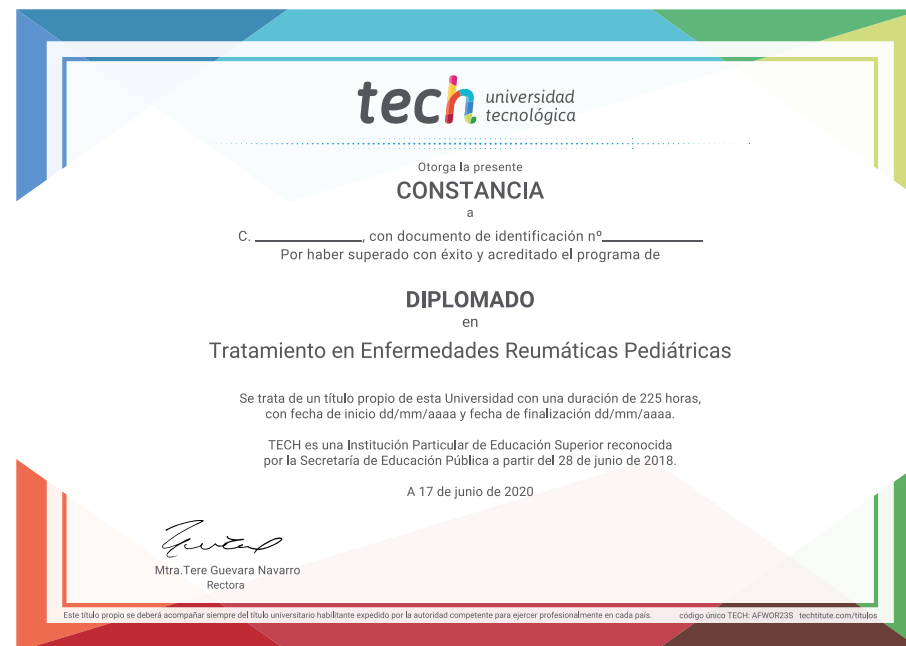 tech universidad
tecnológica
Otorga la presente
CONSTANCIA
a
C. ______________, con documento de identificación nº_____________
Por haber superado con éxito y acreditado el programa de
DIPLOMADO
en
Tratamiento en Enfermedades Reumáticas Pediátricas
Se trata de un título propio de esta Universidad con una duración de 225 horas,
con fecha de inicio dd/mm/aaaa y fecha de finalización dd/mm/aaaa.
TECH es una Institución Particular de Educación Superior reconocida
por la Secretaría de Educación Pública a partir del 28 de junio de 2018.
A 17 de junio de 2020
Mtra.Tere Guevara Navarro
Rectora
Este título propio se deberá acompañar siempre del título universitario habilitante expedido por la autoridad competente para ejercer profesionalmente en cada país. código único TECH: AFWOR23S techtitute.com/títulos